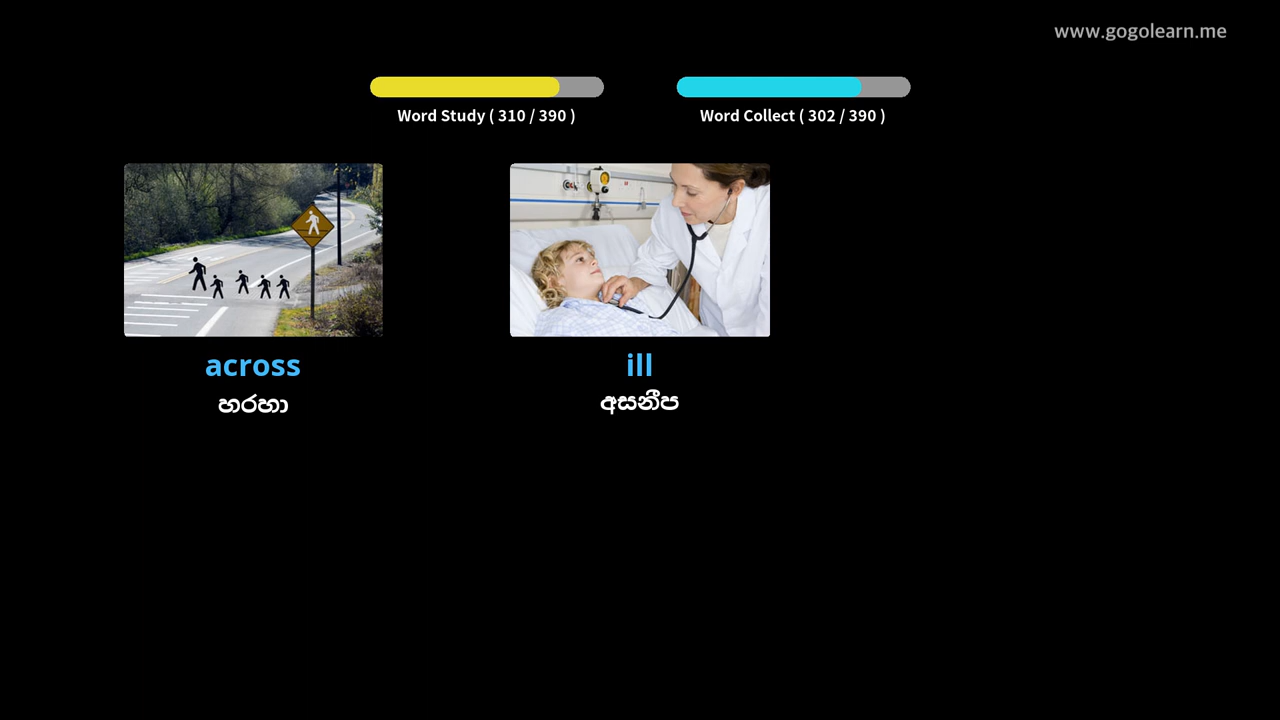 www.gogolearn.me
Word Study ( 310 / 390 )
Word Collect ( 302 / 390 )
across
හරහා
ill
අසනීප